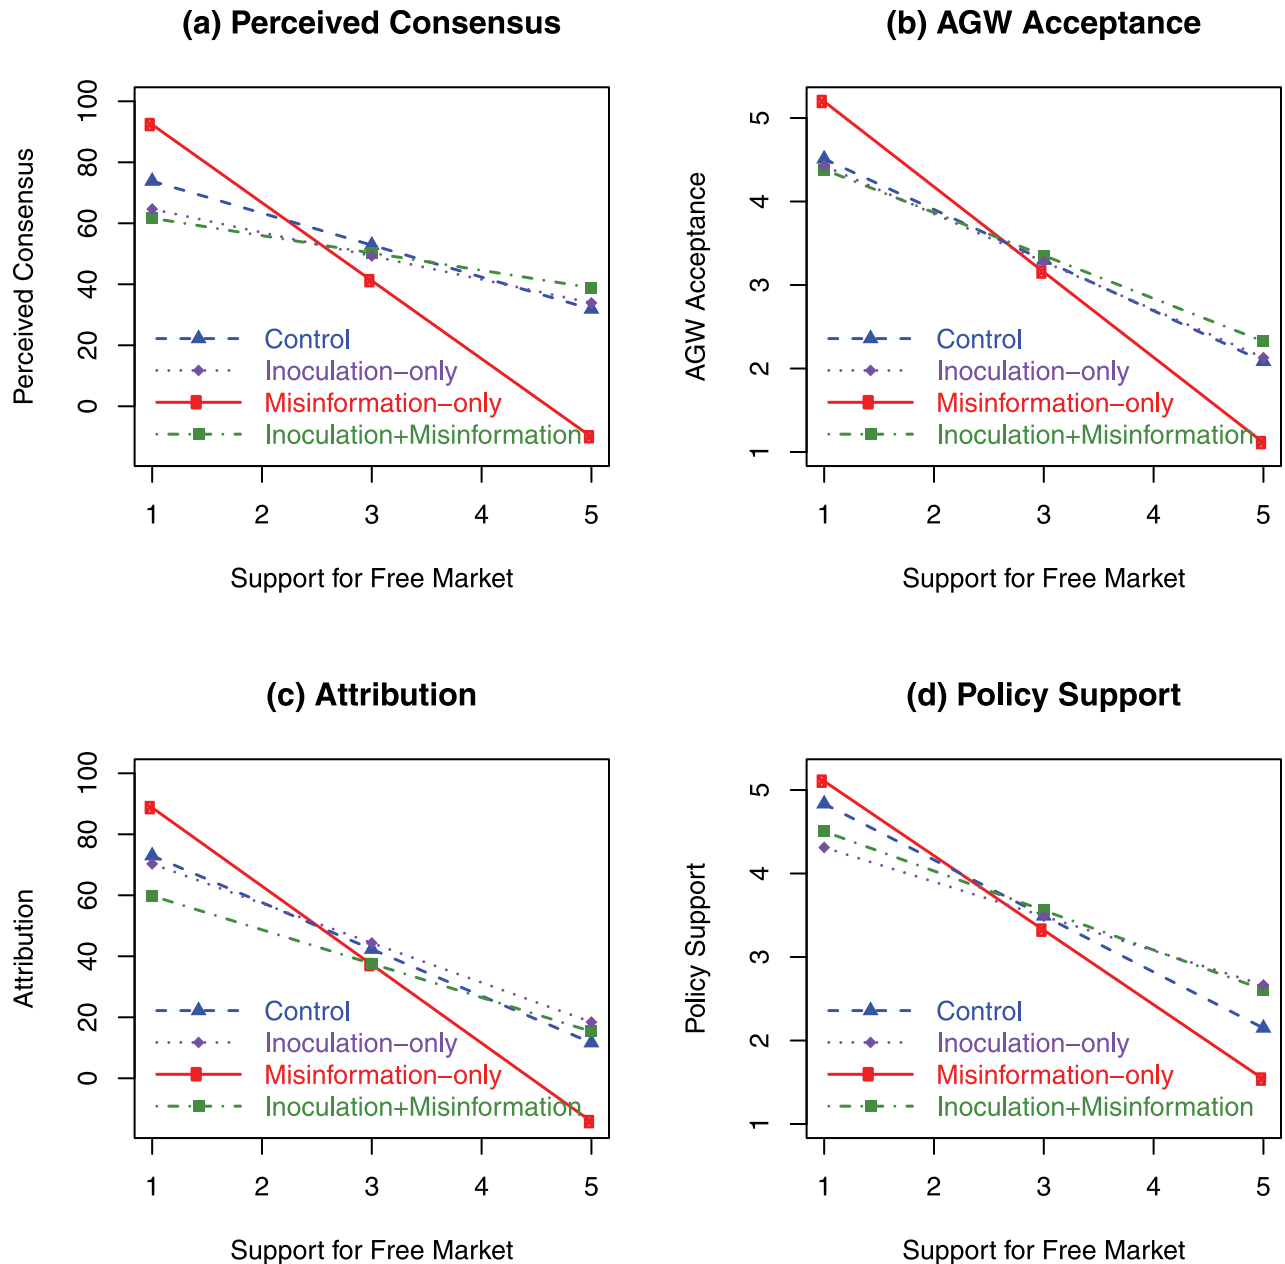 (a) Perceived Consensus
Perceived Consensus
100
80
60
40
20
0
Control
Inoculation−only
Misinformation−only
Inoculation+Misinformation
1 2 3 4 5
Support for Free Market
(b) AGW Acceptance
AGW Acceptance
5
4
3
2
1
Control
Inoculation−only
Misinformation−only
Inoculation+Misinformation
1 2 3 4 5
Support for Free Market
(c) Attribution
Attribution
100
80
60
40
20
0
Control
Inoculation−only
Misinformation−only
Inoculation+Misinformation
1 2 3 4 5
Support for Free Market
(d) Policy Support
Policy Support
5
4
3
2
1
Control
Inoculation−only
Misinformation−only
Inoculation+Misinformation
1 2 3 4 5
Support for Free Market